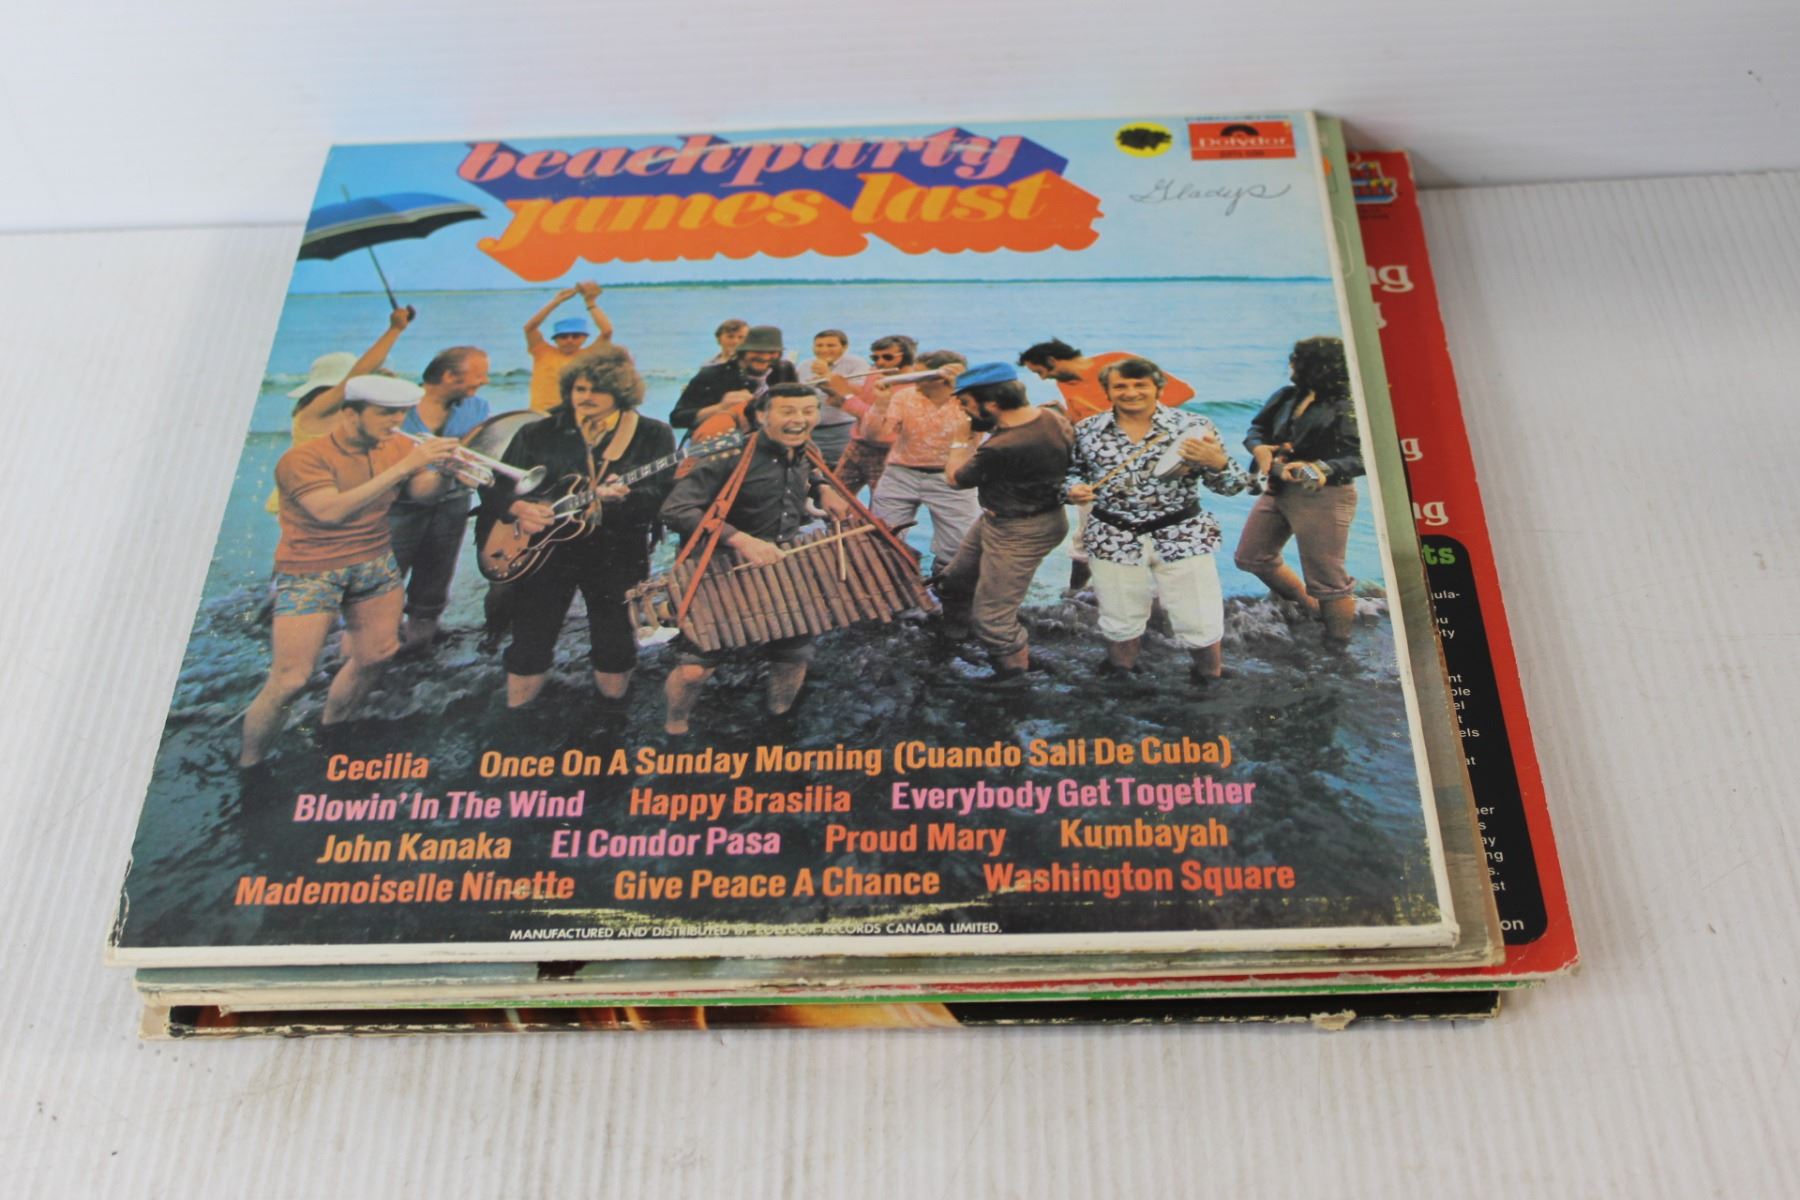 beachparty
james last
Polydor
Gladys
Cecilia Once On A Sunday Morning (Cuando Sali De Cuba)
Blowin' In The Wind Happy Brasilia Everybody Get Together
John Kanaka El Condor Pasa Proud Mary Kumbayah
Mademoiselle Ninette Give Peace A Chance Washington Square
MANUFACTURED AND DISTRIBUTED BY POLYDOR RECORDS CANADA LIMITED.